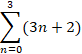 3
∑ (3n + 2)
n=0